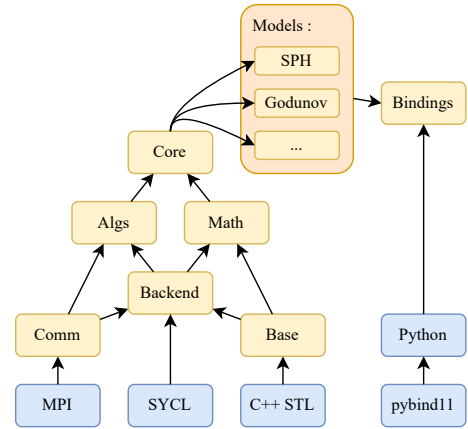 Models :
SPH
Godunov
...
Bindings
Core
Algs
Math
Backend
Comm
Base
Python
MPI
SYCL
C++ STL
pybind11